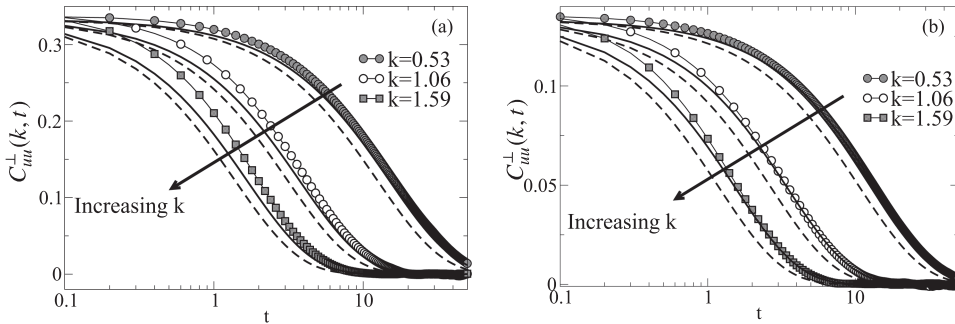 (a)
0.3
0.2
0.1
0
C⊥uu(k, t)
k=0.53
k=1.06
k=1.59
Increasing k
0.1
1
10
t
(b)
0.1
0.05
0
C⊥uu(k, t)
k=0.53
k=1.06
k=1.59
Increasing k
0.1
1
10
t